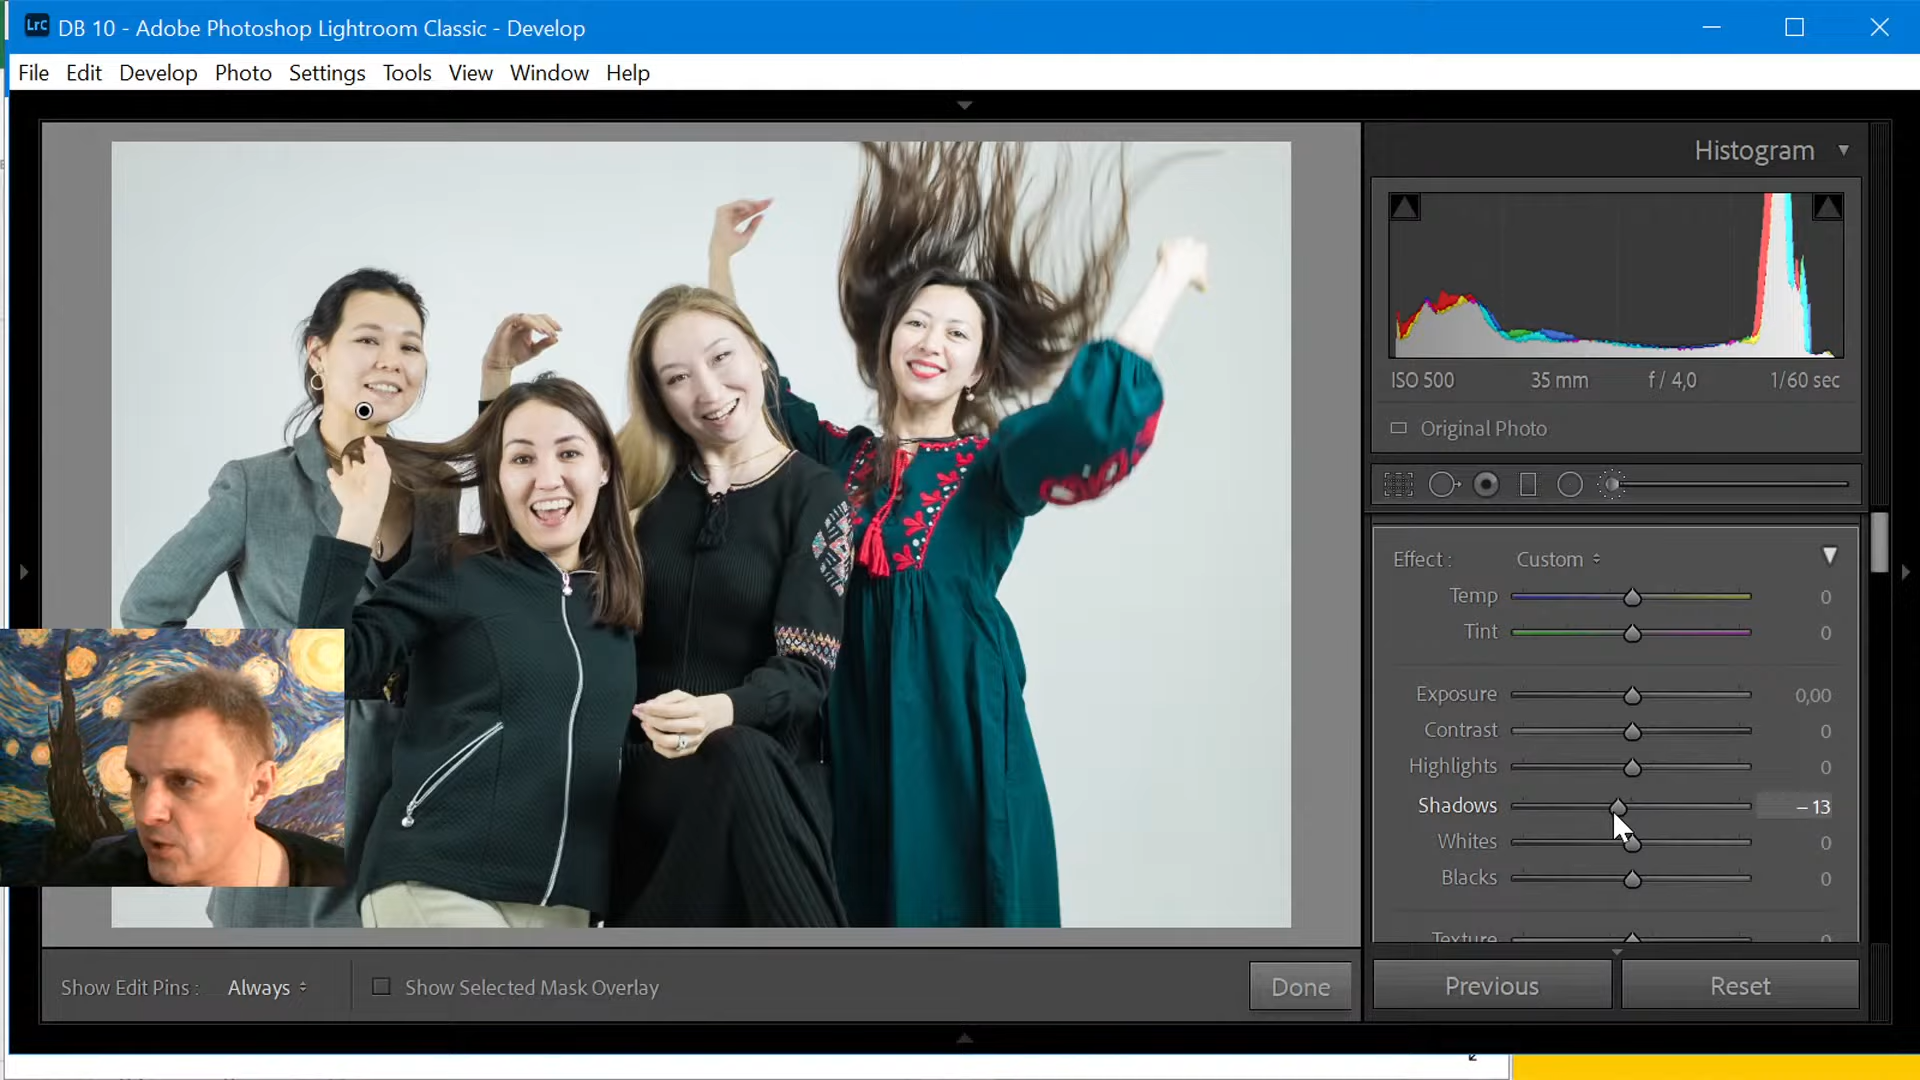 Lrc DB 10 - Adobe Photoshop Lightroom Classic - Develop
File Edit Develop Photo Settings Tools View Window Help
Histogram
ISO 500 35 mm f / 4,0 1/60 sec
Original Photo
Effect : Custom
Temp 0
Tint 0
Exposure 0,00
Contrast 0
Highlights 0
Shadows – 13
Whites 0
Blacks 0
Texture 0
Show Edit Pins : Always Show Selected Mask Overlay Done Previous Reset